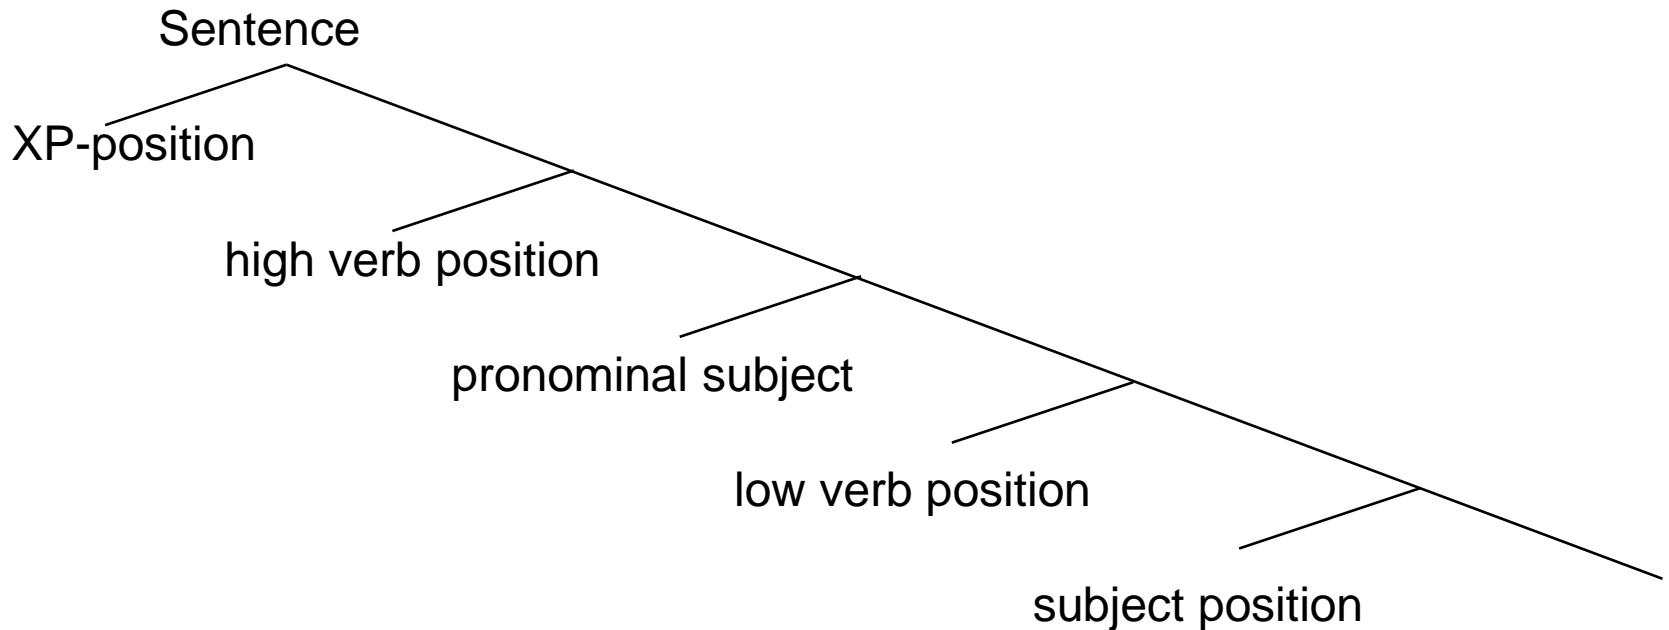 Sentence
XP-position
high verb position
pronominal subject
low verb position
subject position